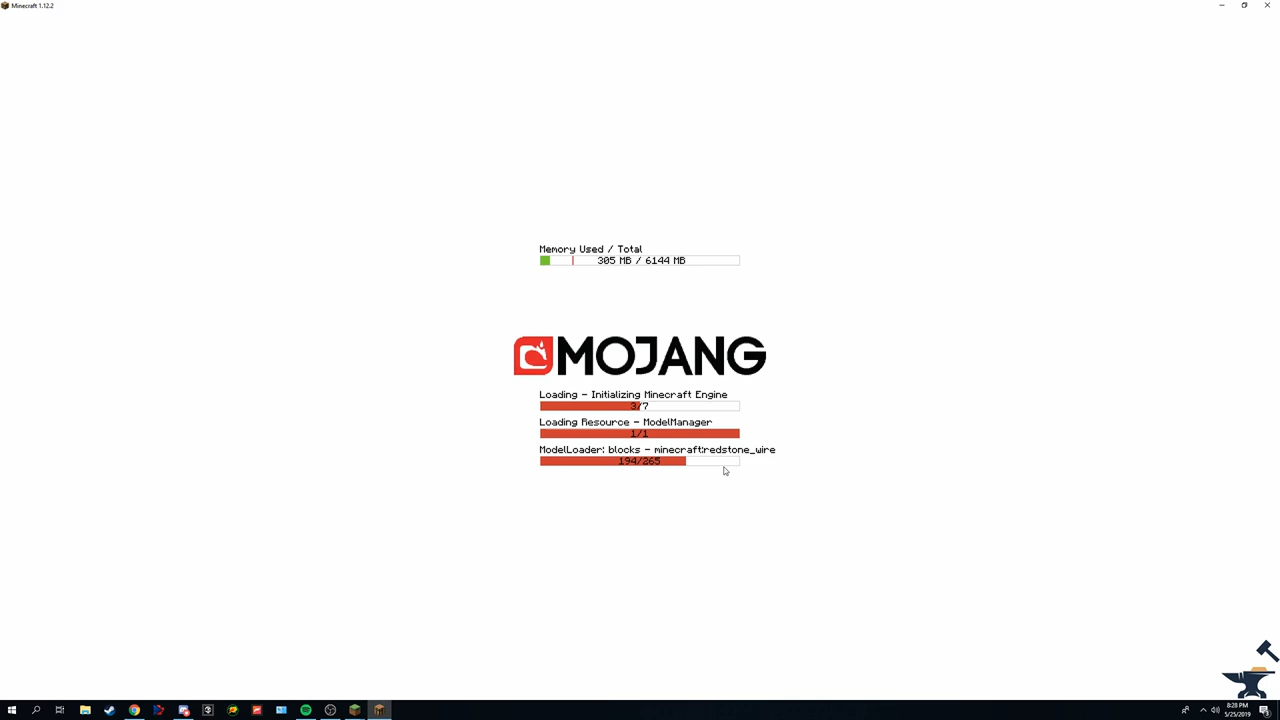 Minecraft 1.12.2
Memory Used / Total
305 MB / 6144 MB
MOJANG
Loading - Initializing Minecraft Engine
3/7
Loading Resource - ModelManager
1/1
ModelLoader: blocks - minecraft:redstone_wire
194/265
8:28 PM
5/25/2019